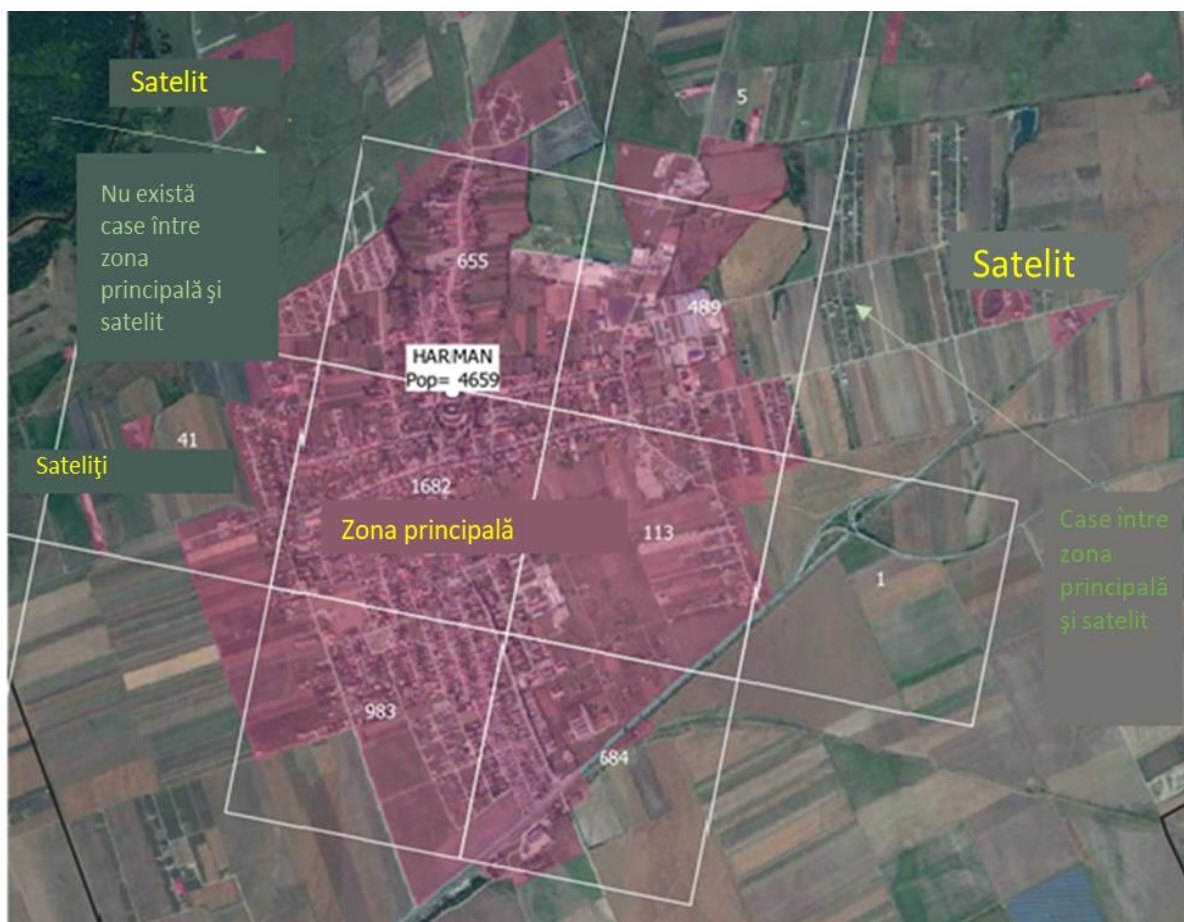 Satelit
Nu există
case între
zona
principală şi
satelit
5
655
Satelit
489
HARMAN
Pop= 4659
41
Sateliţi
1682
Zona principală
113
Case între
zona
principală
şi satelit
1
983
684